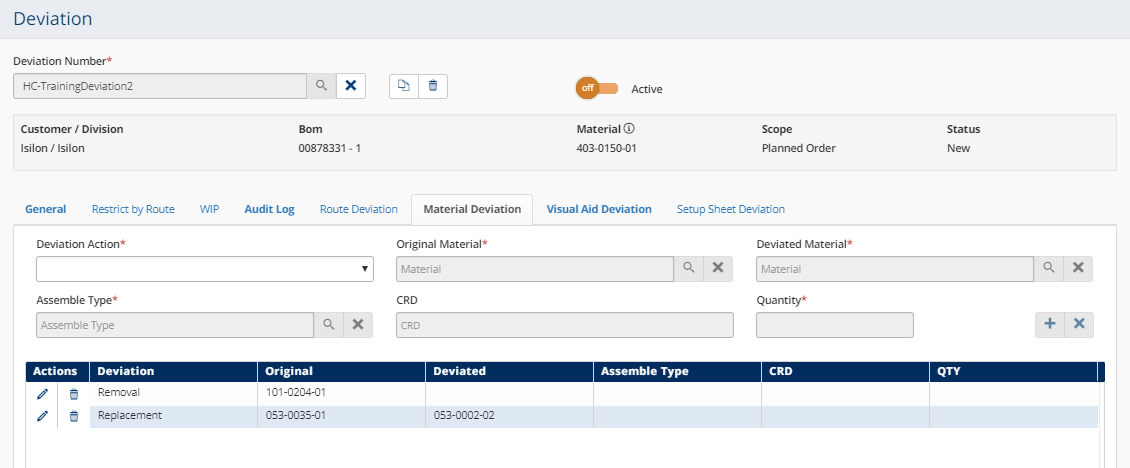 Deviation
Deviation Number*
HC-TrainingDeviation2
off
Active
Customer / Division Bom Material Scope Status
Isilon / Isilon 00878331 - 1 403-0150-01 Planned Order New
General Restrict by Route WIP Audit Log Route Deviation Material Deviation Visual Aid Deviation Setup Sheet Deviation
Deviation Action* Original Material* Deviated Material*
Material Material
Assemble Type* CRD Quantity*
Assemble Type CRD
Actions Deviation Original Deviated Assemble Type CRD QTY
Removal 101-0204-01
Replacement 053-0035-01 053-0002-02